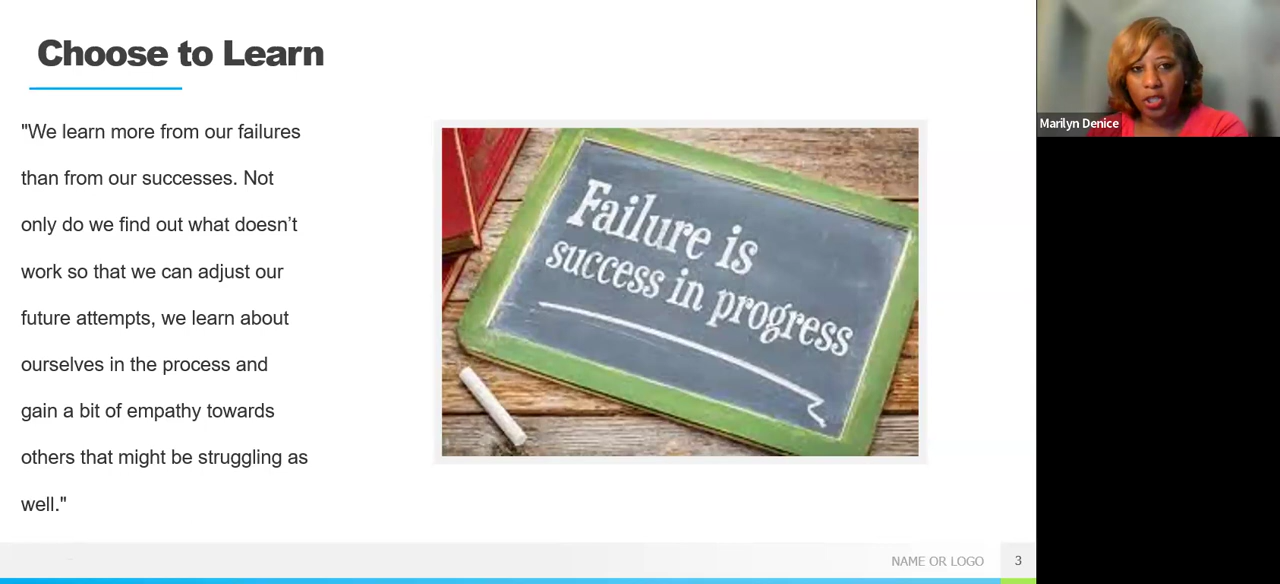 Choose to Learn
"We learn more from our failures
than from our successes. Not
only do we find out what doesn’t
work so that we can adjust our
future attempts, we learn about
ourselves in the process and
gain a bit of empathy towards
others that might be struggling as
well."
Failure is
success in progress
Marilyn Denice
NAME OR LOGO
3